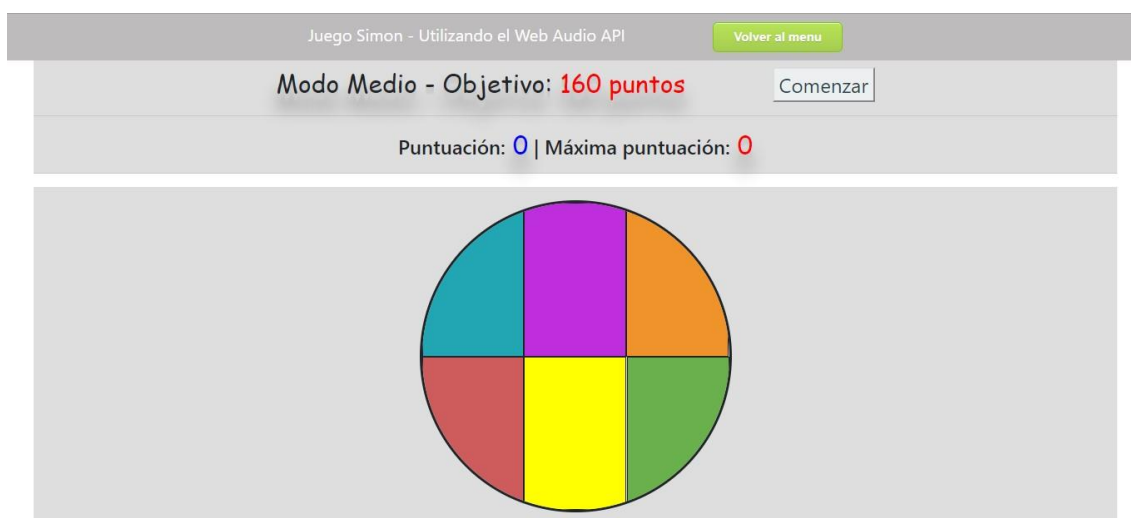 Juego Simon - Utilizando el Web Audio API Volver al menu
Modo Medio - Objetivo: 160 puntos Comenzar
Puntuación: 0 | Máxima puntuación: 0